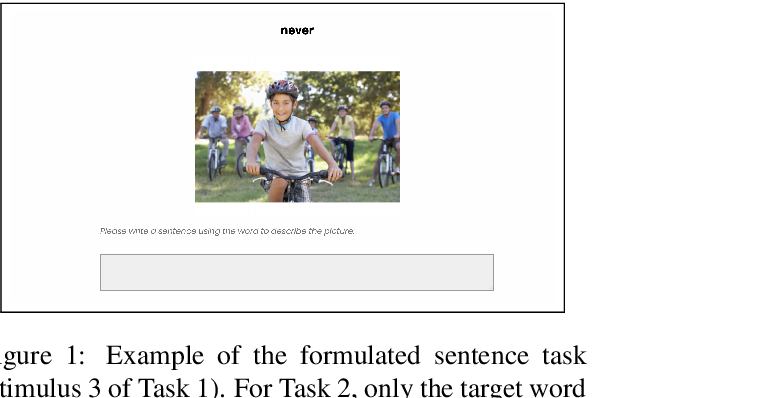 never
Please write a sentence using the word to describe the picture.
igure 1: Example of the formulated sentence task
timulus 3 of Task 1). For Task 2, only the target word